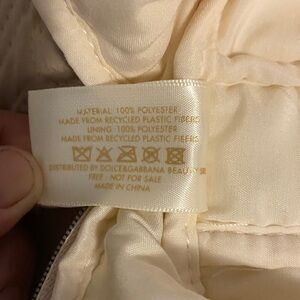 MATERIAL: 100% POLYESTER
MADE FROM RECYCLED PLASTIC FIBERS
LINING: 100% POLYESTER
MADE FROM RECYCLED PLASTIC FIBERS
DISTRIBUTED BY DOLCE&GABBANA BEAUTY SR
FREE - NOT FOR SALE
MADE IN CHINA